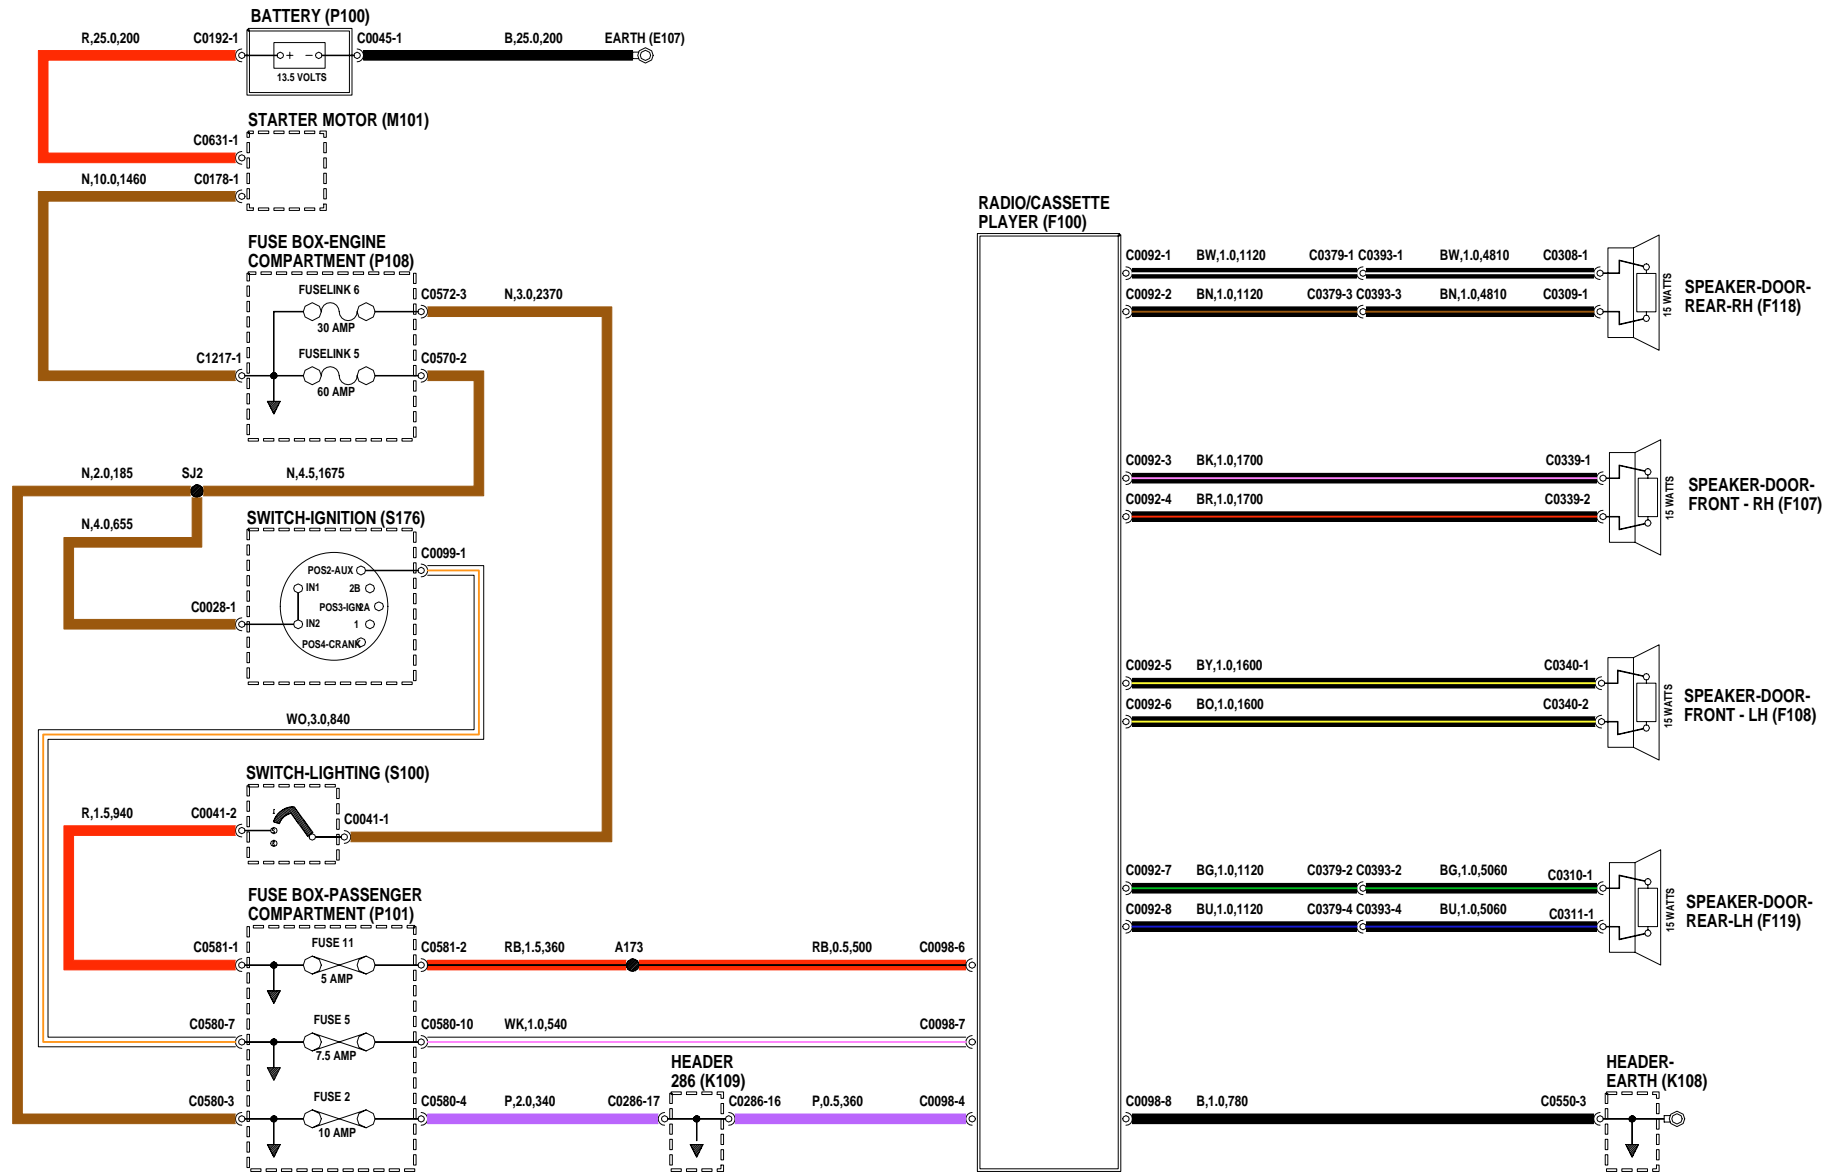 BATTERY (P100)
R,25.0,200
C0192-1
C0045-1
B,25.0,200
EARTH (E107)
+ −
13.5 VOLTS
STARTER MOTOR (M101)
C0631-1
N,10.0,1460
C0178-1
FUSE BOX-ENGINE
COMPARTMENT (P108)
FUSELINK 6
30 AMP
C0572-3
N,3.0,2370
C1217-1
FUSELINK 5
60 AMP
C0570-2
N,2.0,185
SJ2
N,4.5,1675
N,4.0,655
SWITCH-IGNITION (S176)
C0099-1
POS2-AUX
IN1
2B
POS3-IGN
2A
C0028-1
IN2
1
POS4-CRANK
WO,3.0,840
SWITCH-LIGHTING (S100)
R,1.5,940
C0041-2
C0041-1
FUSE BOX-PASSENGER
COMPARTMENT (P101)
C0581-1
FUSE 11
5 AMP
C0581-2
RB,1.5,360
A173
RB,0.5,500
C0098-6
C0580-7
FUSE 5
7.5 AMP
C0580-10
WK,1.0,540
C0098-7
HEADER
286 (K109)
C0580-3
FUSE 2
10 AMP
C0580-4
P,2.0,340
C0286-17
C0286-16
P,0.5,360
C0098-4
RADIO/CASSETTE
PLAYER (F100)
C0092-1
BW,1.0,1120
C0379-1 C0393-1
BW,1.0,4810
C0308-1
C0092-2
BN,1.0,1120
C0379-3 C0393-3
BN,1.0,4810
C0309-1
15 WATTS
SPEAKER-DOOR-
REAR-RH (F118)
C0092-3
BK,1.0,1700
C0339-1
C0092-4
BR,1.0,1700
C0339-2
15 WATTS
SPEAKER-DOOR-
FRONT - RH (F107)
C0092-5
BY,1.0,1600
C0340-1
C0092-6
BO,1.0,1600
C0340-2
15 WATTS
SPEAKER-DOOR-
FRONT - LH (F108)
C0092-7
BG,1.0,1120
C0379-2 C0393-2
BG,1.0,5060
C0310-1
C0092-8
BU,1.0,1120
C0379-4 C0393-4
BU,1.0,5060
C0311-1
15 WATTS
SPEAKER-DOOR-
REAR-LH (F119)
HEADER-
EARTH (K108)
C0098-8
B,1.0,780
C0550-3